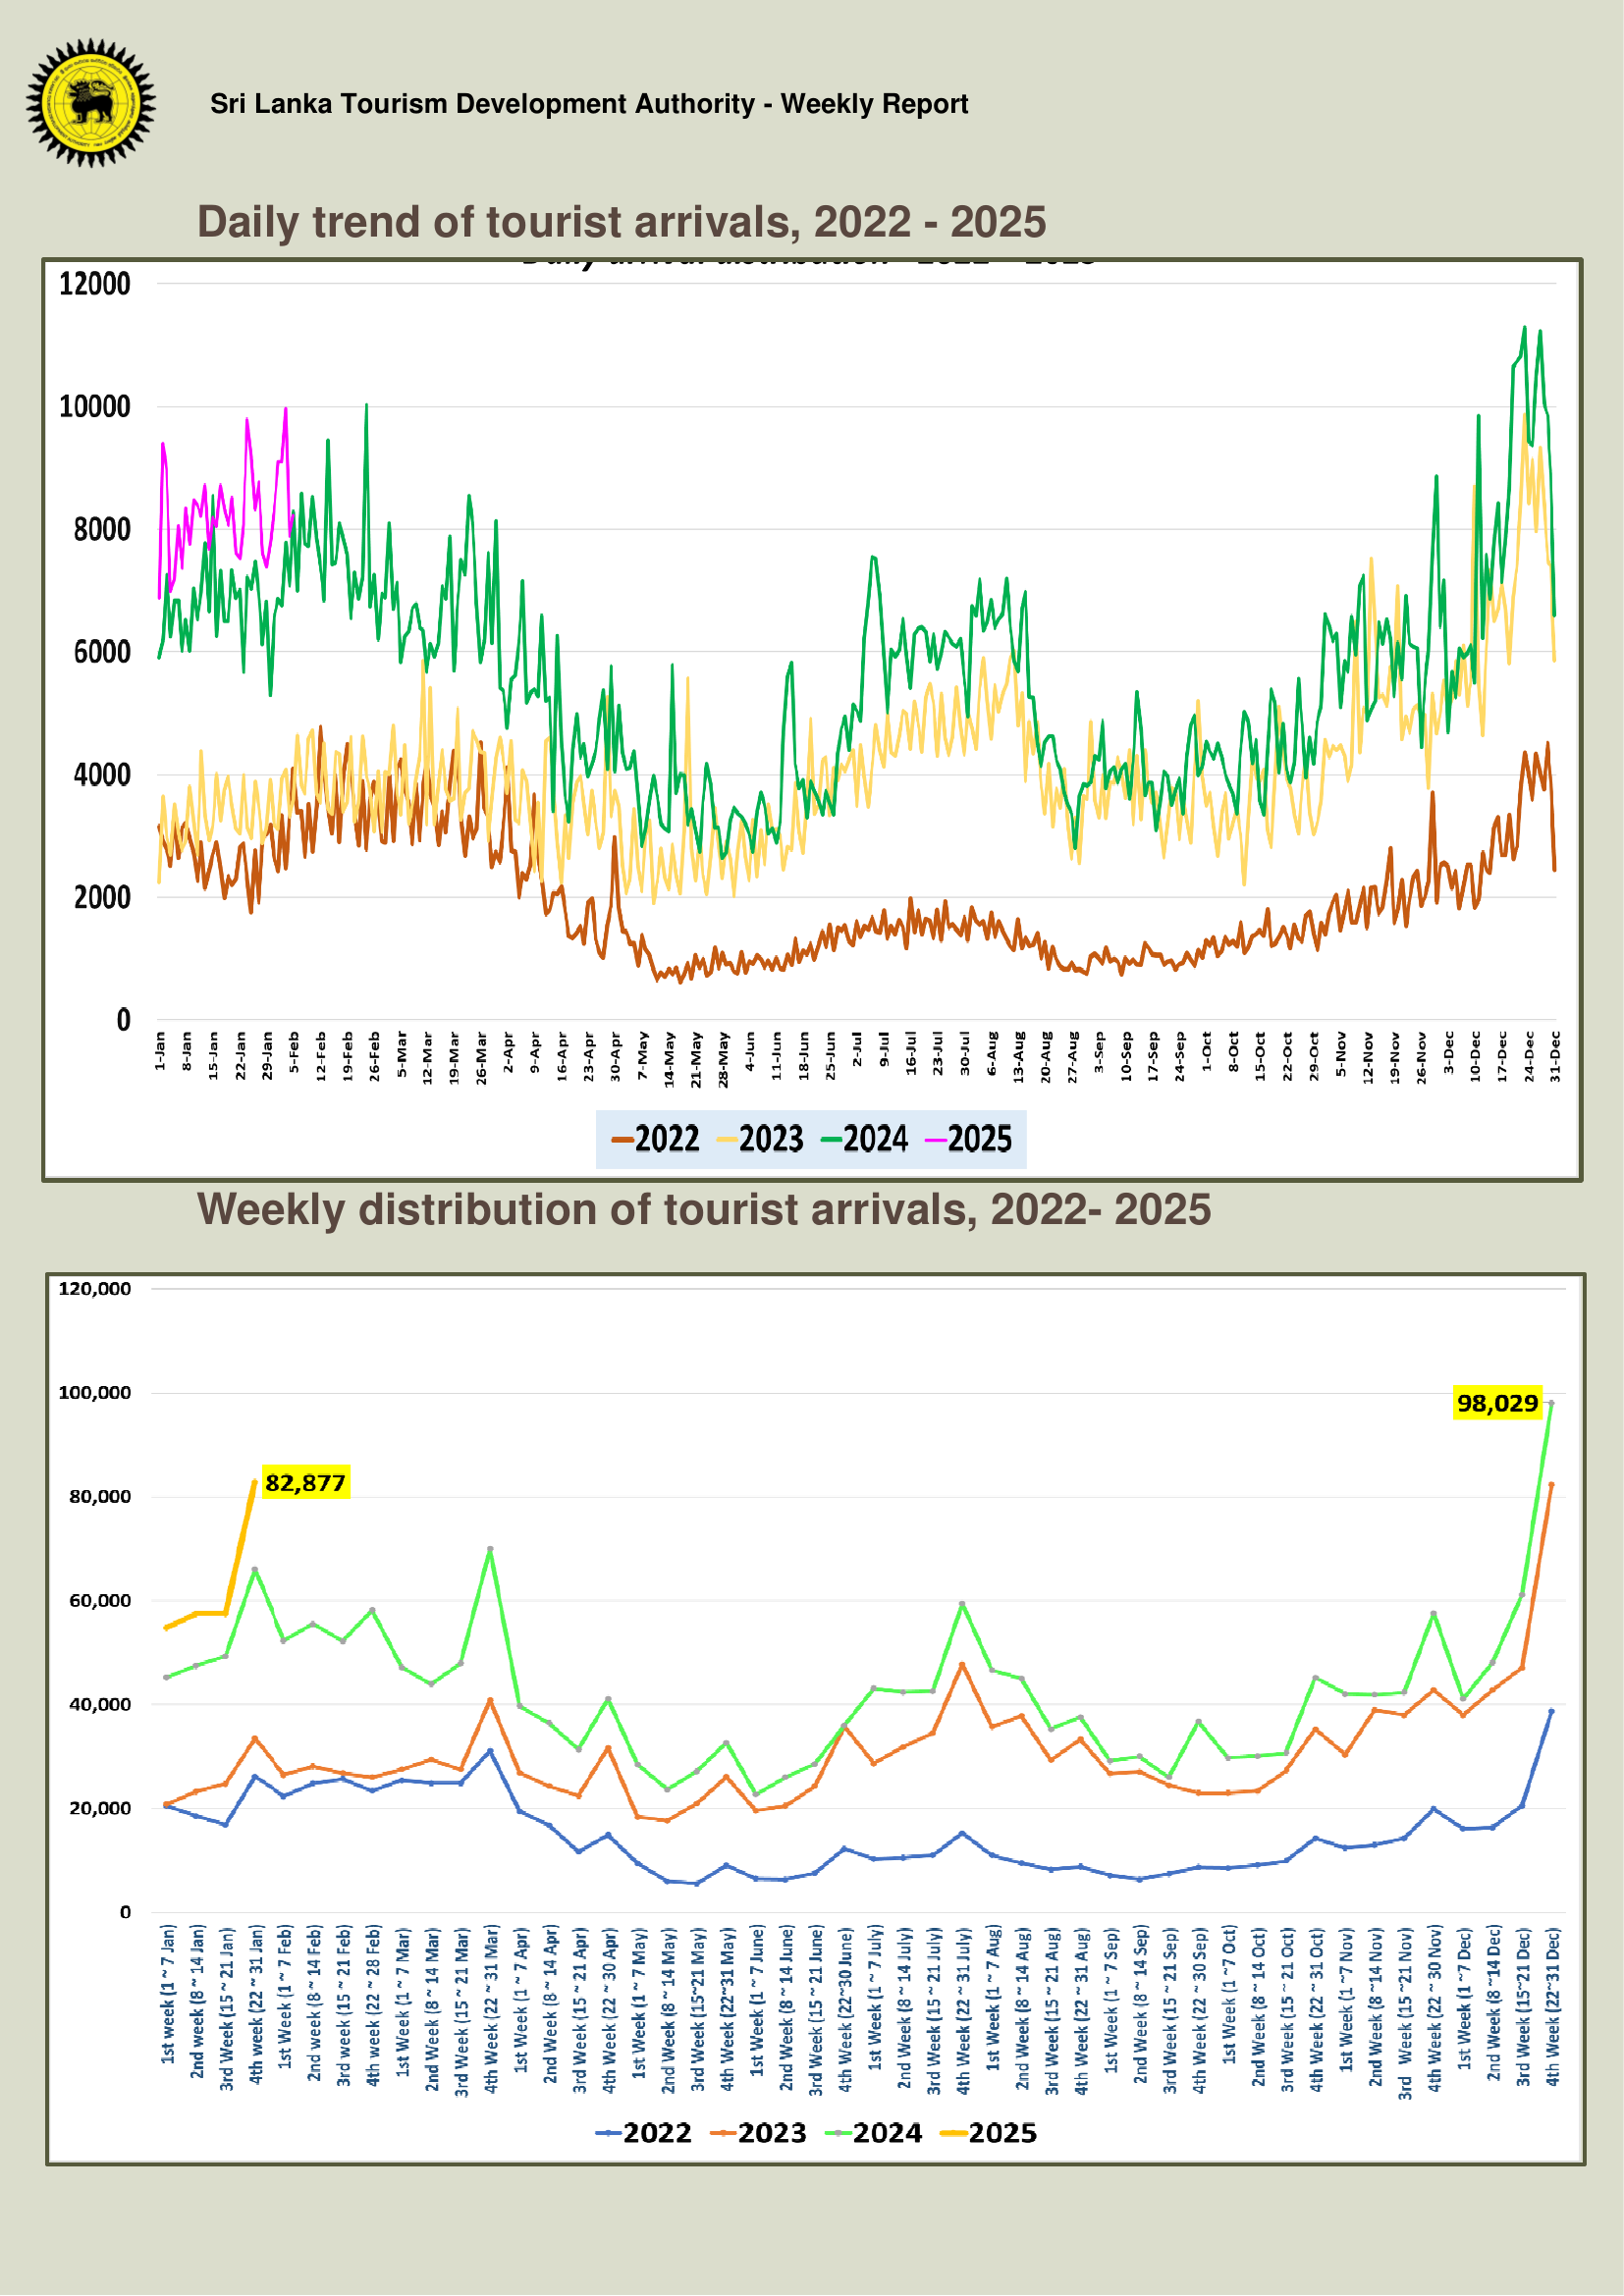 Sri Lanka Tourism Development Authority - Weekly Report
Daily trend of tourist arrivals, 2022 - 2025
12000
10000
8000
6000
4000
2000
0
1-Jan
8-Jan
15-Jan
22-Jan
29-Jan
5-Feb
12-Feb
19-Feb
26-Feb
5-Mar
12-Mar
19-Mar
26-Mar
2-Apr
9-Apr
16-Apr
23-Apr
30-Apr
7-May
14-May
21-May
28-May
4-Jun
11-Jun
18-Jun
25-Jun
2-Jul
9-Jul
16-Jul
23-Jul
30-Jul
6-Aug
13-Aug
20-Aug
27-Aug
3-Sep
10-Sep
17-Sep
24-Sep
1-Oct
8-Oct
15-Oct
22-Oct
29-Oct
5-Nov
12-Nov
19-Nov
26-Nov
3-Dec
10-Dec
17-Dec
24-Dec
31-Dec
2022 2023 2024 2025
Weekly distribution of tourist arrivals, 2022- 2025
120,000
100,000
80,000
60,000
40,000
20,000
0
82,877
98,029
1st week (1 ~ 7 Jan)
2nd week (8 ~ 14 Jan)
3rd Week (15 ~ 21 Jan)
4th week (22 ~ 31 Jan)
1st Week (1 ~ 7 Feb)
2nd week (8 ~ 14 Feb)
3rd week (15 ~ 21 Feb)
4th week (22 ~ 28 Feb)
1st Week (1 ~ 7 Mar)
2nd Week (8 ~ 14 Mar)
3rd Week (15 ~ 21 Mar)
4th Week (22 ~ 31 Mar)
1st Week (1 ~ 7 Apr)
2nd Week (8 ~ 14 Apr)
3rd Week (15 ~ 21 Apr)
4th Week (22 ~ 30 Apr)
1st Week (1 ~ 7 May)
2nd Week (8 ~ 14 May)
3rd Week (15~21 May)
4th Week (22~31 May)
1st Week (1 ~ 7 June)
2nd Week (8 ~ 14 June)
3rd Week (15 ~ 21 June)
4th Week (22~30 June)
1st Week (1 ~ 7 July)
2nd Week (8 ~ 14 July)
3rd Week (15 ~ 21 July)
4th Week (22 ~ 31 July)
1st Week (1 ~ 7 Aug)
2nd Week (8 ~ 14 Aug)
3rd Week (15 ~ 21 Aug)
4th Week (22 ~ 31 Aug)
1st Week (1 ~ 7 Sep)
2nd Week (8 ~ 14 Sep)
3rd Week (15 ~ 21 Sep)
4th Week (22 ~ 30 Sep)
1st Week (1 ~7 Oct)
2nd Week (8 ~ 14 Oct)
3rd Week (15 ~ 21 Oct)
4th Week (22 ~ 31 Oct)
1st Week (1 ~7 Nov)
2nd Week (8 ~14 Nov)
3rd Week (15 ~21 Nov)
4th Week (22 ~ 30 Nov)
1st Week (1 ~7 Dec)
2nd Week (8~14 Dec)
3rd Week (15~21 Dec)
4th Week (22~31 Dec)
2022 2023 2024 2025